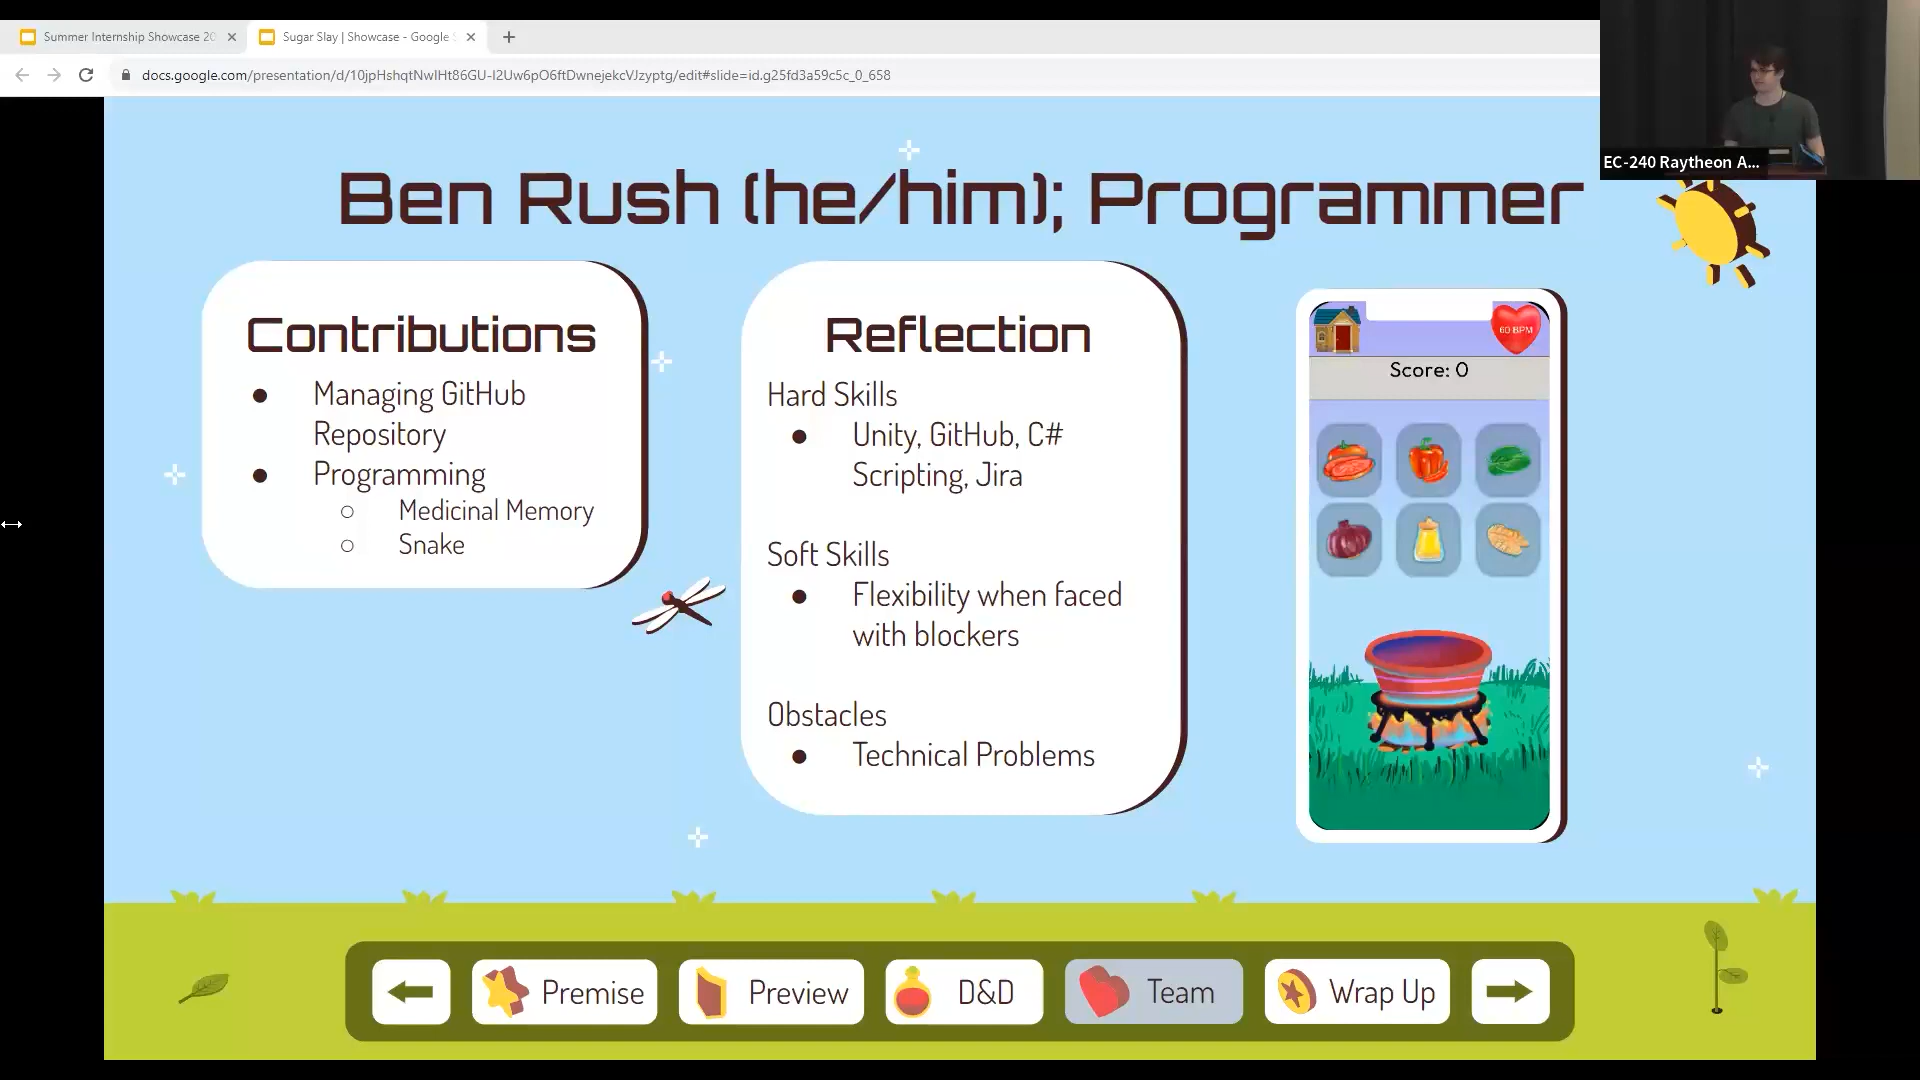 Summer Internship Showcase 20
Sugar Slay | Showcase - Google S
docs.google.com/presentation/d/10jpHshqtNwIHt86GU-I2Uw6pO6ftDwnejekcVJzyptg/edit#slide=id.g25fd3a59c5c_0_658
EC-240 Raytheon A...
Ben Rush (he/him); Programmer
Contributions
● Managing GitHub
Repository
● Programming
○ Medicinal Memory
○ Snake
Reflection
Hard Skills
● Unity, GitHub, C#
Scripting, Jira
Soft Skills
● Flexibility when faced
with blockers
Obstacles
● Technical Problems
60 BPM
Score: 0
Premise
Preview
D&D
Team
Wrap Up